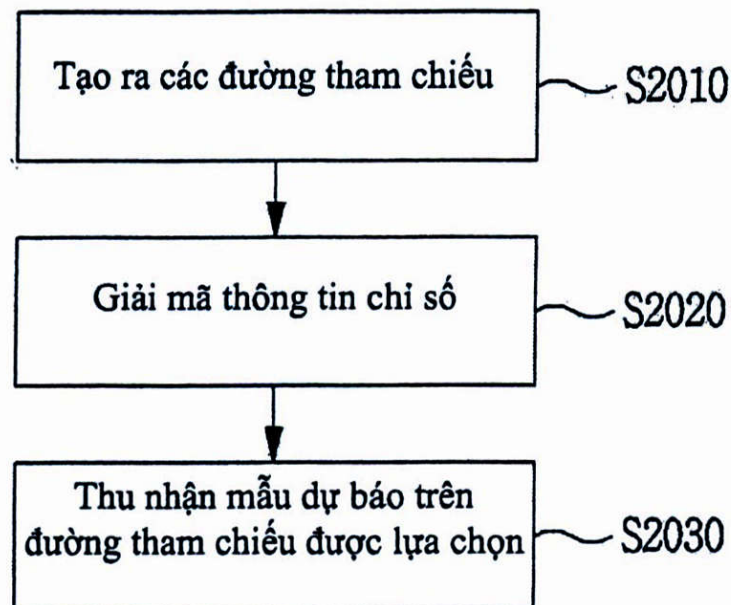 Tạo ra các đường tham chiếu
S2010
Giải mã thông tin chỉ số
S2020
Thu nhận mẫu dự báo trên
đường tham chiếu được lựa chọn
S2030